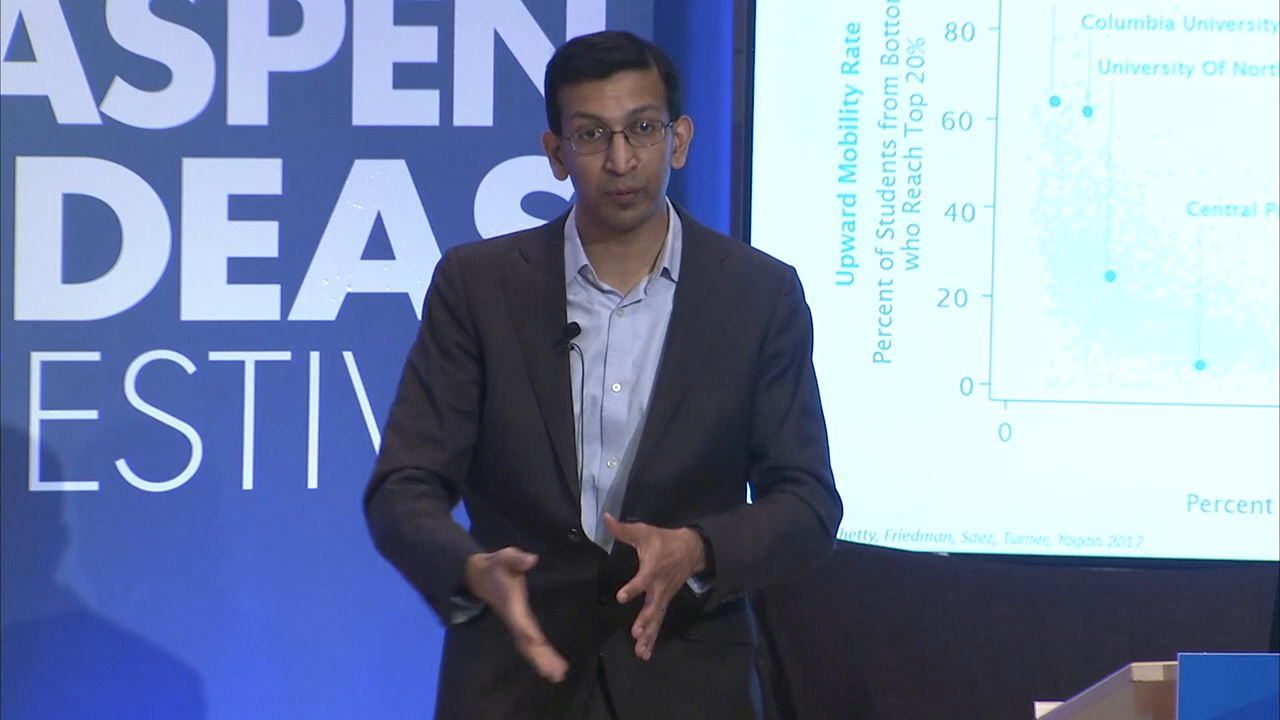 ASPEN
DEAS
ESTIV
Upward Mobility Rate
Percent of Students from Botto
who Reach Top 20%
80
60
40
20
0
0
Columbia University
University Of Nort
Central P
Percent
hetty, Friedman, Saez, Turner, Yagan 2017